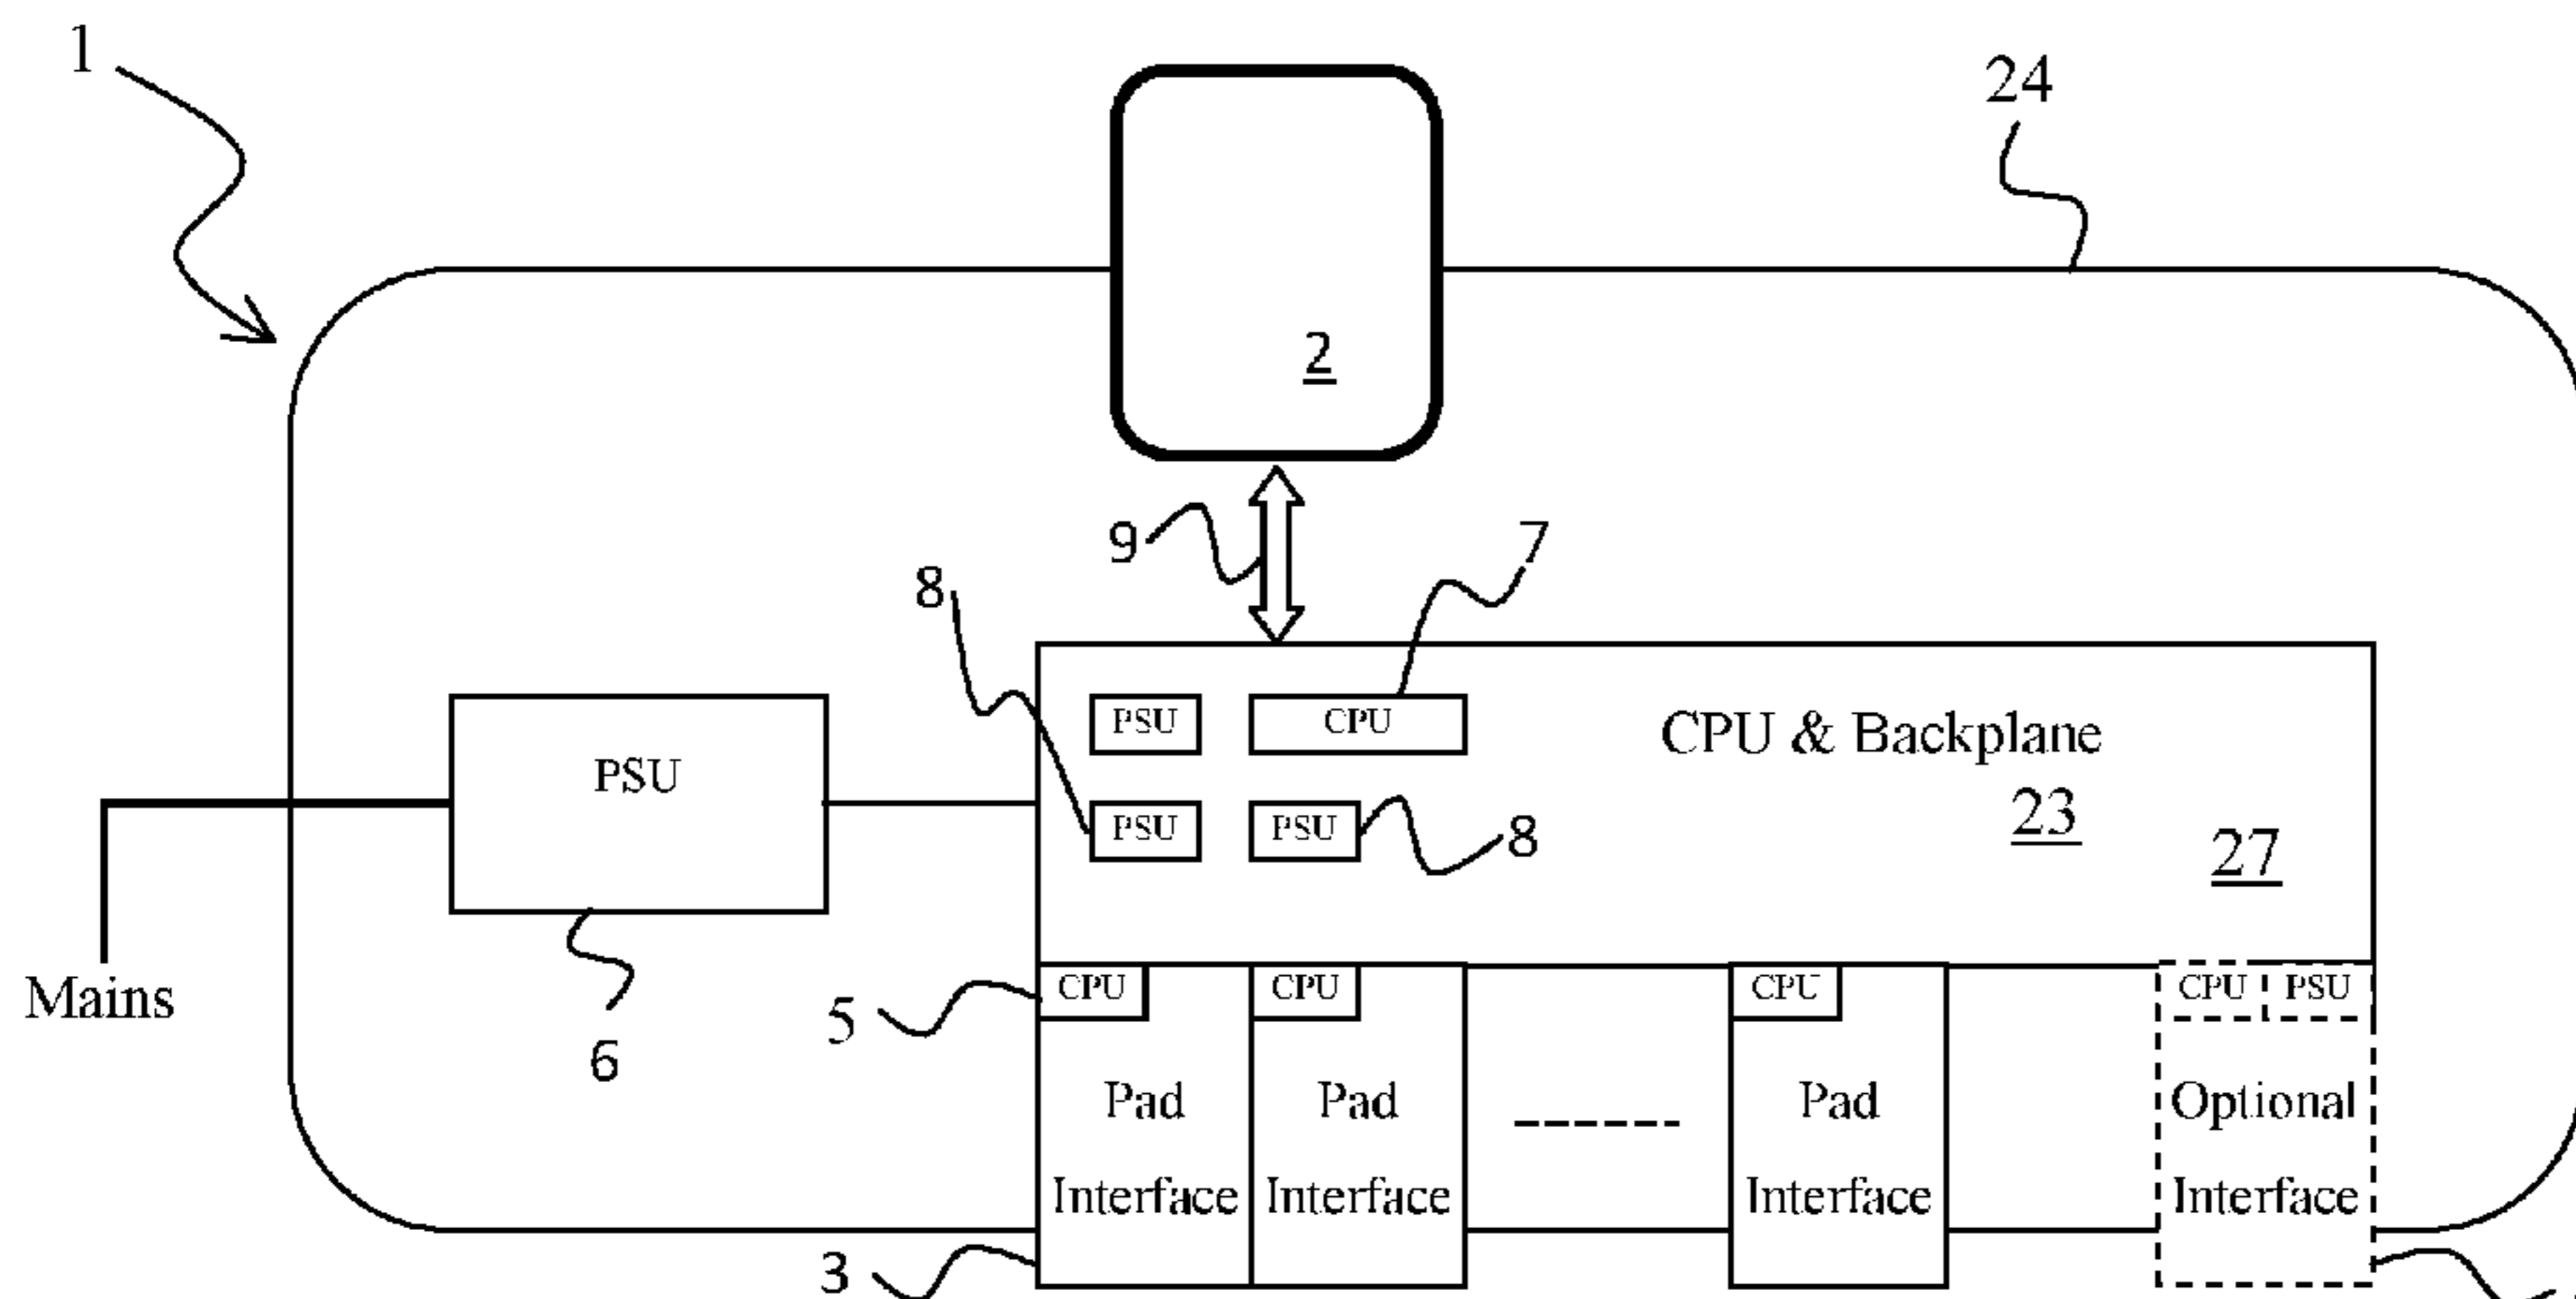 1
24
2
9
7
8
PSU
CPU
CPU & Backplane
PSU
23
PSU
PSU
8
27
Mains
6
5
CPU
CPU
CPU
CPU
PSU
Pad
Interface
Pad
Interface
Pad
Interface
Optional
Interface
3